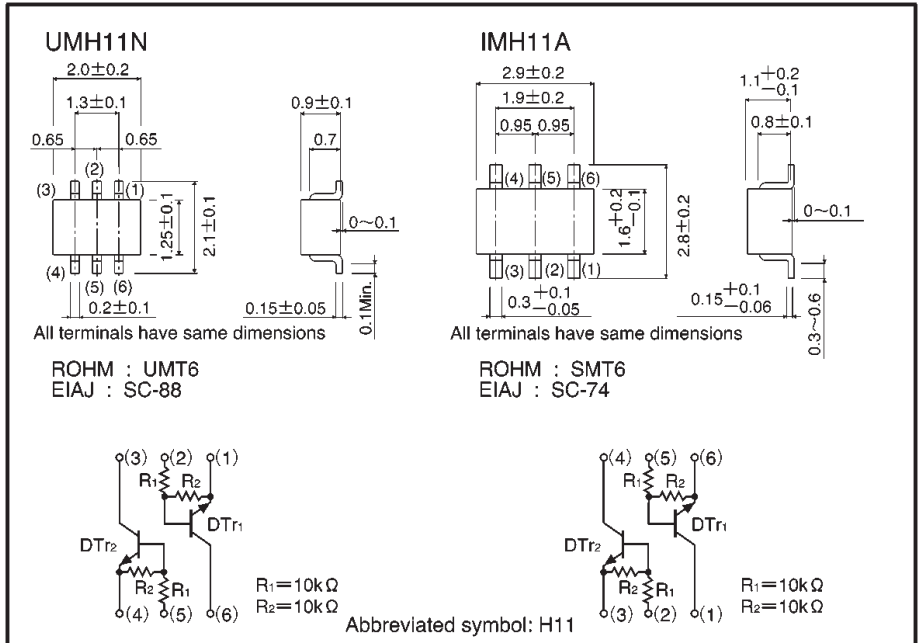 UMH11N
2.0±0.2
1.3±0.1
0.65
0.65
(2)
(3)
(1)
1.25±0.1
2.1±0.1
(4)
(5)
(6)
0.2±0.1
0.9±0.1
0.7
0~0.1
0.15±0.05
0.1Min.
All terminals have same dimensions
ROHM : UMT6
EIAJ : SC-88
IMH11A
2.9±0.2
1.9±0.2
0.95
0.95
(4)
(5)
(6)
1.6+0.2−0.1
2.8±0.2
(3)
(2)
(1)
0.3+0.1−0.05
1.1+0.2−0.1
0.8±0.1
0~0.1
0.15+0.1−0.06
0.3~0.6
All terminals have same dimensions
ROHM : SMT6
EIAJ : SC-74
(3)
(2)
(1)
R1
R2
DTr1
DTr2
R2
R1
(4)
(5)
(6)
R1=10kΩ
R2=10kΩ
(4)
(5)
(6)
R1
R2
DTr1
DTr2
R2
R1
(3)
(2)
(1)
R1=10kΩ
R2=10kΩ
Abbreviated symbol: H11